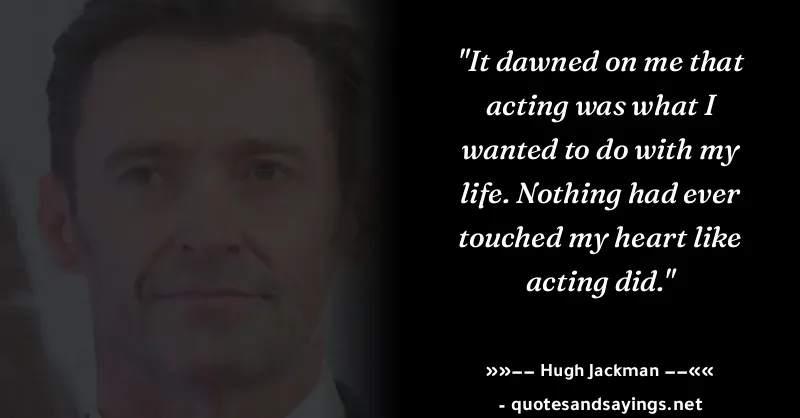 "It dawned on me that
acting was what I
wanted to do with my
life. Nothing had ever
touched my heart like
acting did."
»»−− Hugh Jackman −−««
- quotesandsayings.net